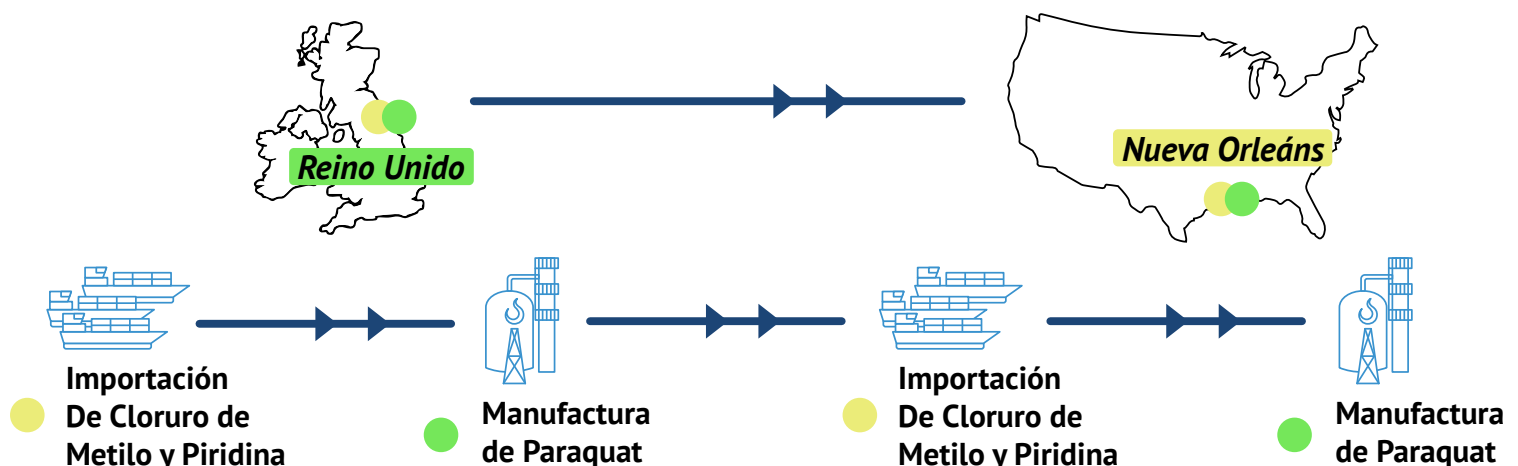 Reino Unido
Nueva Orleáns
Importación
De Cloruro de
Metilo y Piridina
Manufactura
de Paraquat
Importación
De Cloruro de
Metilo y Piridina
Manufactura
de Paraquat